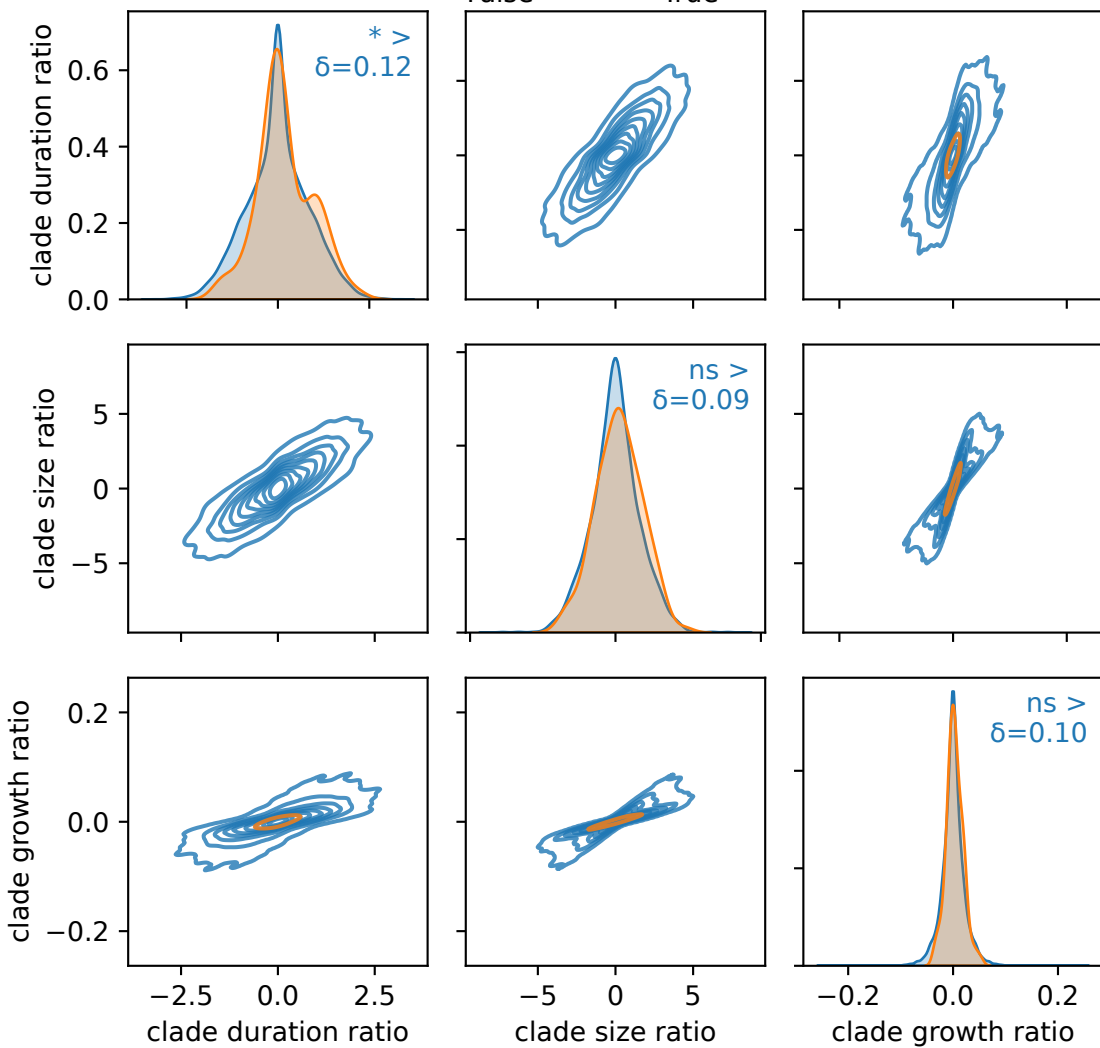 True
clade duration ratio
0.6
0.4
0.2
0.0
* >
δ=0.12
clade size ratio
5
0
−5
ns >
δ=0.09
clade growth ratio
0.2
0.0
−0.2
ns >
δ=0.10
−2.5 0.0 2.5
−5 0 5
−0.2 0.0 0.2
clade duration ratio
clade size ratio
clade growth ratio